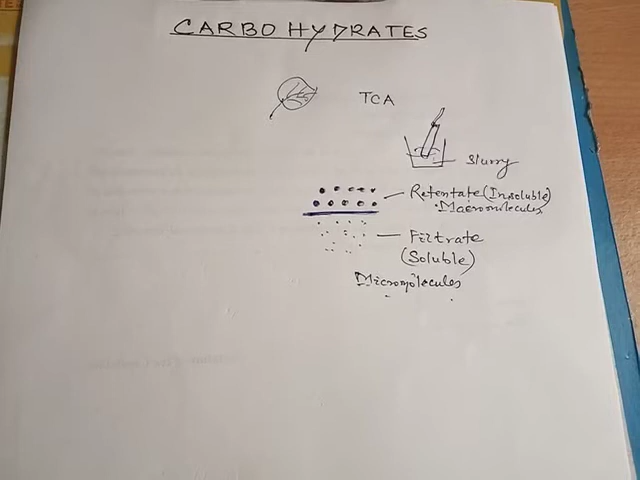 CARBOHYDRATES
TCA
Slurry
Retentate (Insoluble)
Macromolecules
Filtrate
(Soluble)
Micromolecules